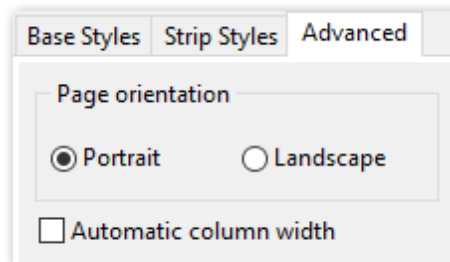 Base Styles Strip Styles Advanced
Page orientation
Portrait Landscape
Automatic column width